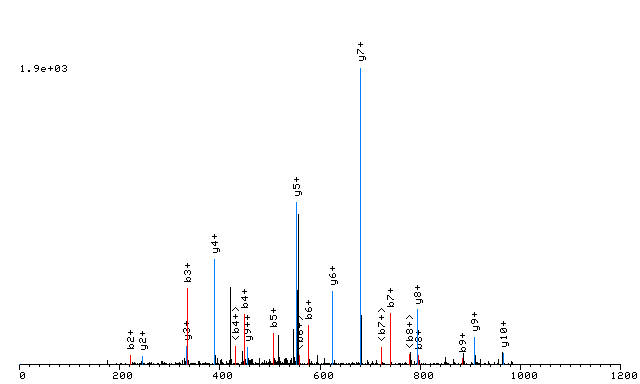 1.9e+03
b2+
y2+
y3+
b3+
y4+
<b4+>
b4+
y9++
b5+
y5+
<b6+>
b6+
y6+
y7+
<b7+>
b7+
<b8+>
y8+
b8+
b9+
y9+
y10+
0 200 400 600 800 1000 1200